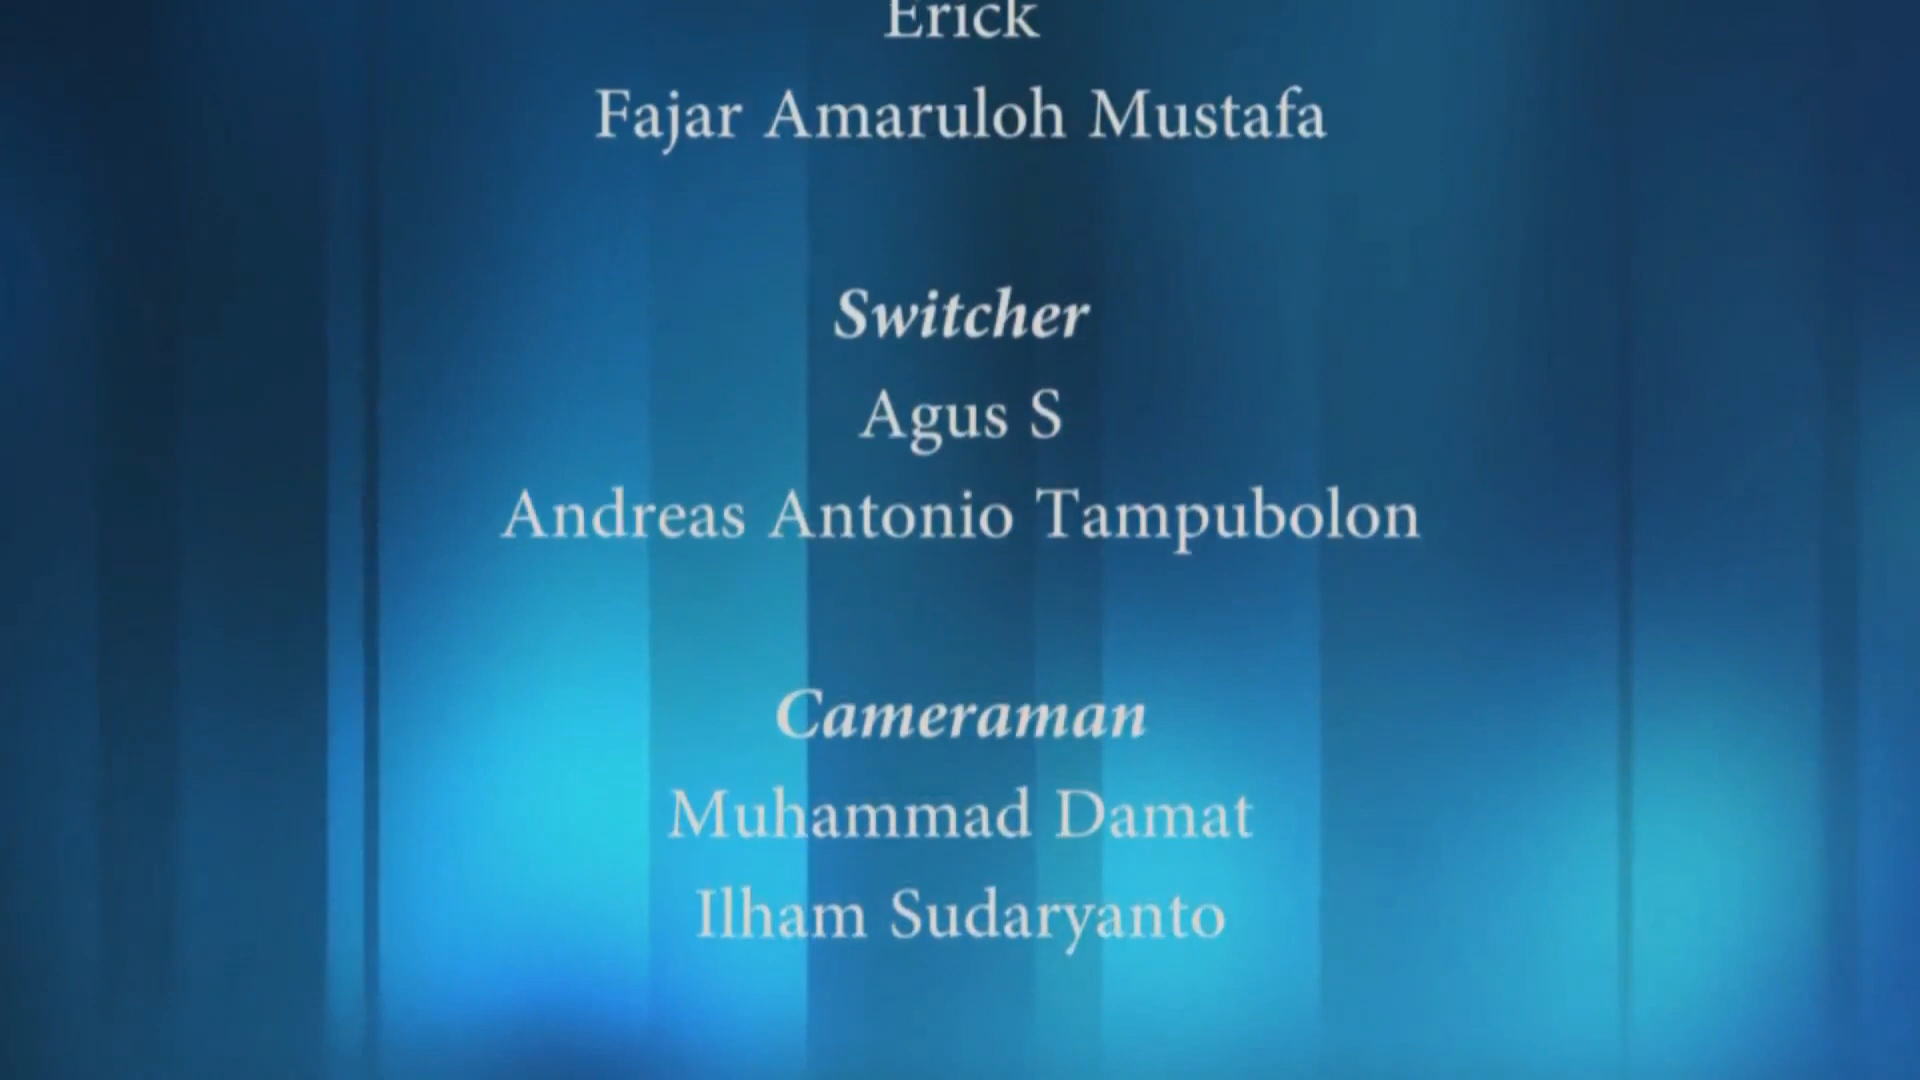 Erick
Fajar Amaruloh Mustafa
Switcher
Agus S
Andreas Antonio Tampubolon
Cameraman
Muhammad Damat
Ilham Sudaryanto